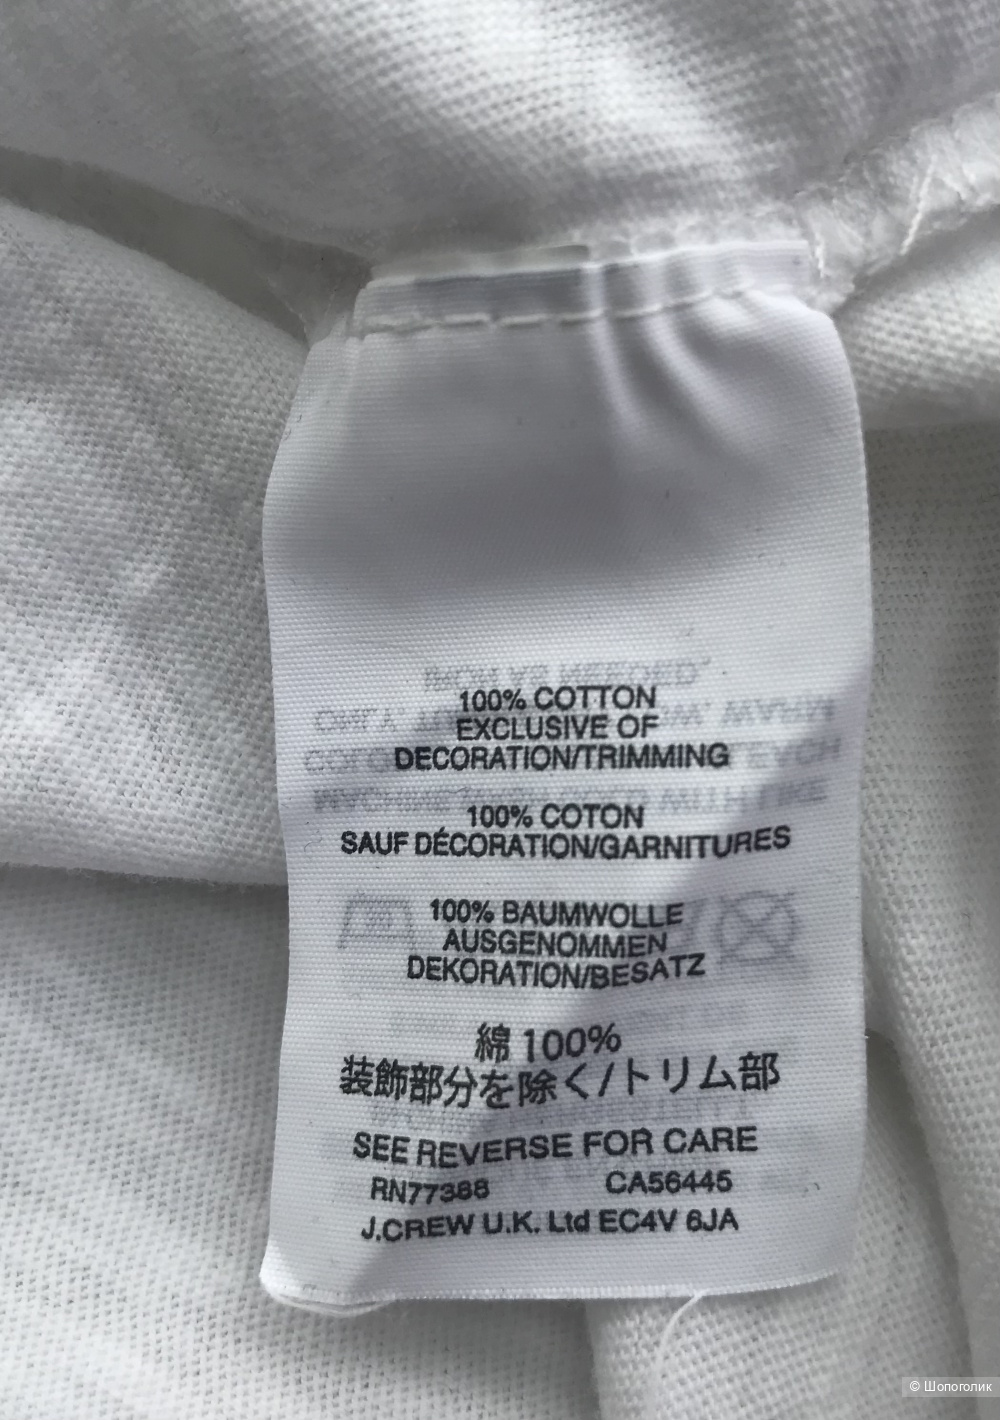 100% COTTON
EXCLUSIVE OF
DECORATION/TRIMMING
100% COTON
SAUF DÉCORATION/GARNITURES
100% BAUMWOLLE
AUSGENOMMEN
DEKORATION/BESATZ
綿 100%
装飾部分を除く/トリム部
SEE REVERSE FOR CARE
RN77388 CA56445
J.CREW U.K. Ltd EC4V 6JA
© Шопоголик